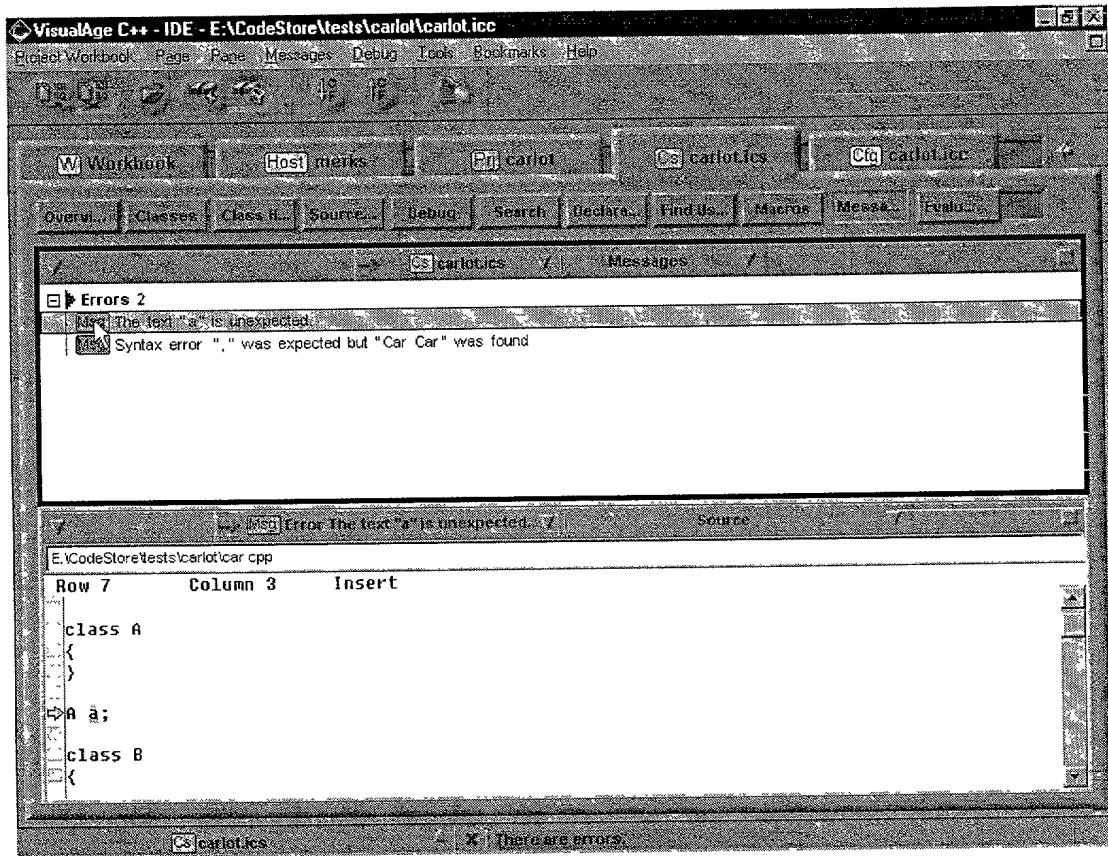 VisualAge C++ - IDE - E:\CodeStore\tests\carlot\carlot.icc
Project Workbook Page Pane Messages Debug Tools Bookmarks Help
W Workbook Host merks Prj carlot Cs carlot.ics Cfg carlot.icc
Overvi... Classes Class H... Source... Debug Search Declara... Find Us... Macros Messa... Evalu...
Cs carlot.ics Messages
Errors 2
Msg The text "a" is unexpected.
Msg Syntax error "," was expected but "Car Car" was found
Msg Error The text "a" is unexpected. Source
E:\CodeStore\tests\carlot\car cpp
Row 7 Column 3 Insert
class A
{
}
A a;
class B
{
Cs carlot.ics X There are errors.